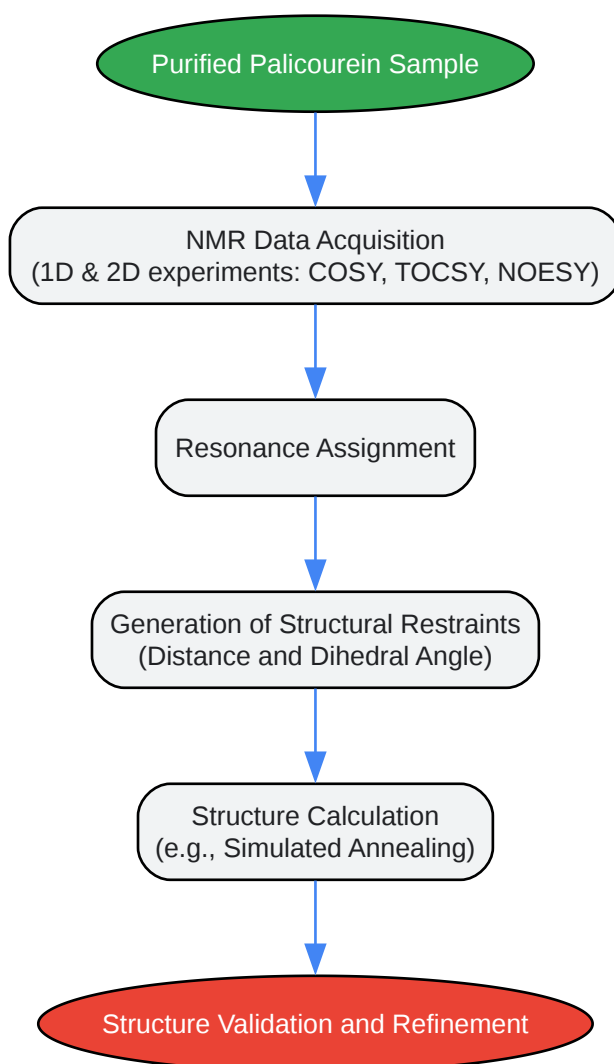 Purified Palicourein Sample
NMR Data Acquisition
(1D & 2D experiments: COSY, TOCSY, NOESY)
Resonance Assignment
Generation of Structural Restraints
(Distance and Dihedral Angle)
Structure Calculation
(e.g., Simulated Annealing)
Structure Validation and Refinement